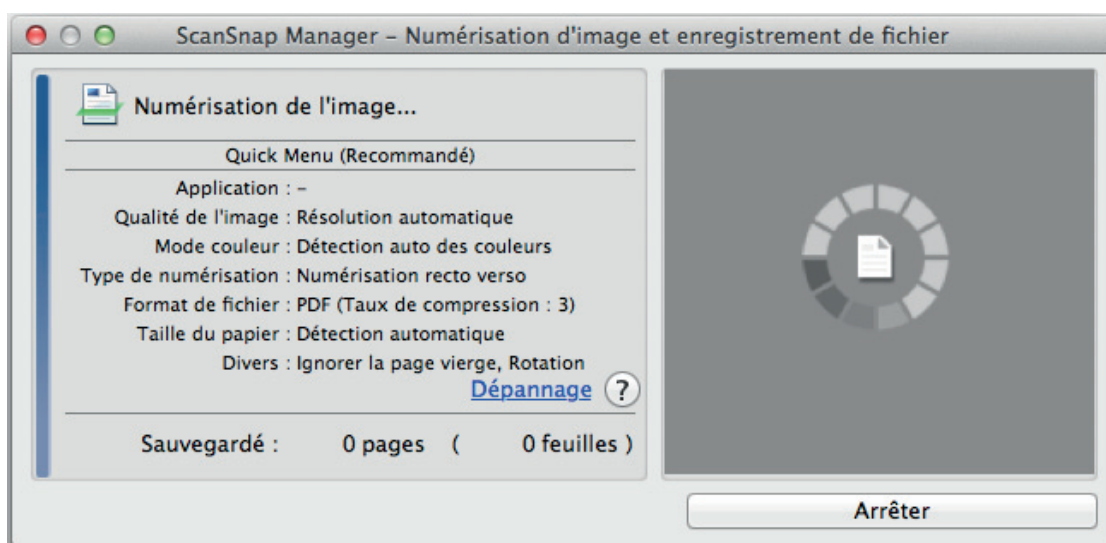 ScanSnap Manager – Numérisation d'image et enregistrement de fichier
Numérisation de l'image...
Quick Menu (Recommandé)
Application : –
Qualité de l'image : Résolution automatique
Mode couleur : Détection auto des couleurs
Type de numérisation : Numérisation recto verso
Format de fichier : PDF (Taux de compression : 3)
Taille du papier : Détection automatique
Divers : Ignorer la page vierge, Rotation
Dépannage ?
Sauvegardé : 0 pages ( 0 feuilles )
Arrêter